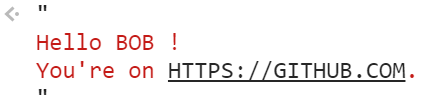 "
Hello BOB !
You're on HTTPS://GITHUB.COM.
"